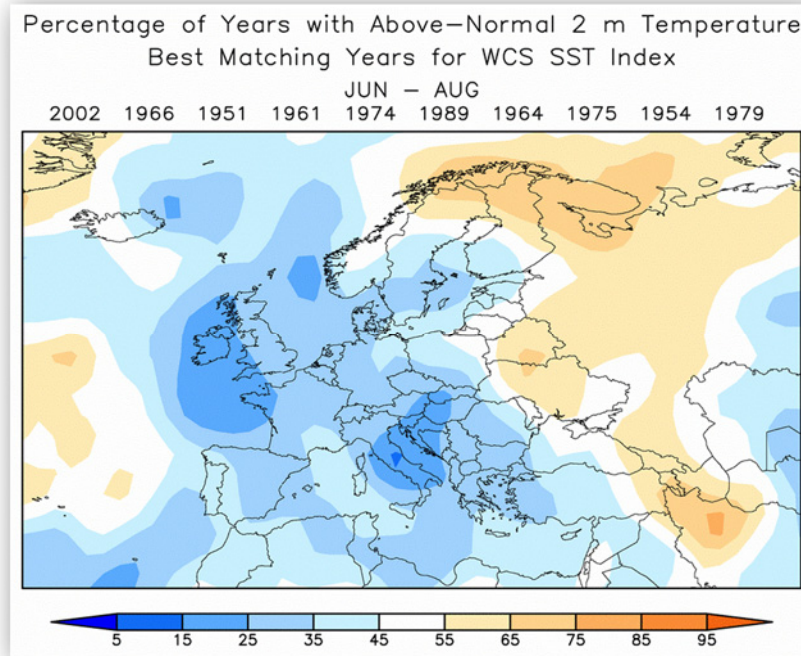 Percentage of Years with Above-Normal 2 m Temperature
Best Matching Years for WCS SST Index
JUN - AUG
2002 1966 1951 1961 1974 1989 1964 1975 1954 1979
5 15 25 35 45 55 65 75 85 95